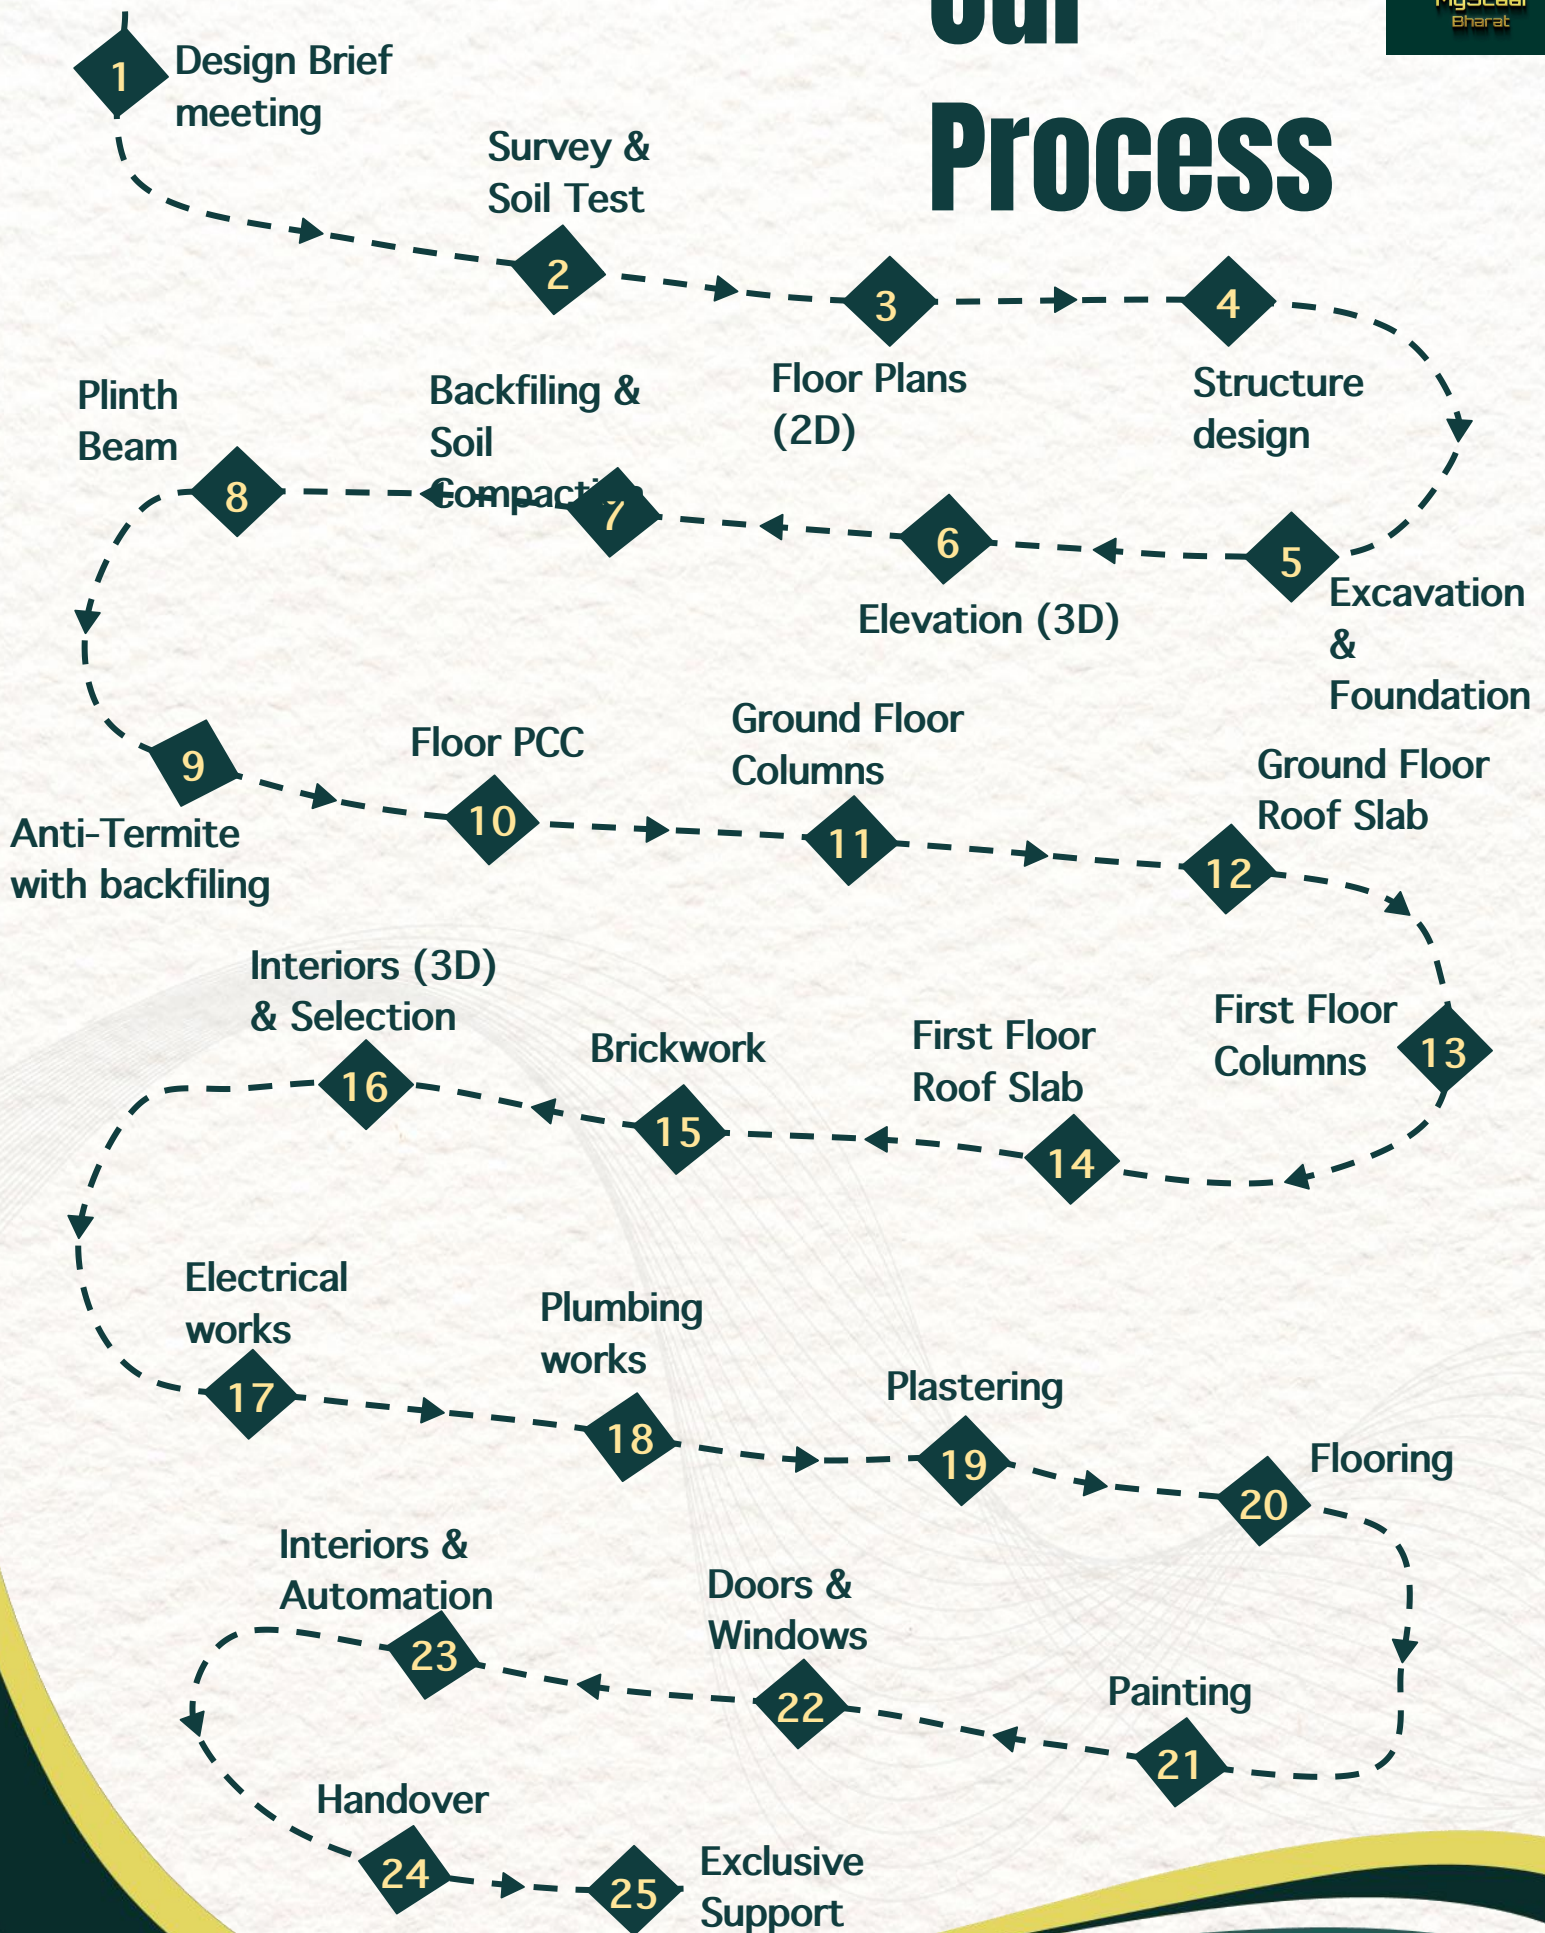 Our
Process
MyStaai
Bharat
1
Design Brief
meeting
Survey &
Soil Test
2
3
Floor Plans
(2D)
4
Structure
design
5
Excavation
&
Foundation
6
Elevation (3D)
Backfiling &
Soil
7
Plinth
Beam
8
9
Anti-Termite
with backfiling
Floor PCC
10
Ground Floor
Columns
11
Ground Floor
Roof Slab
12
First Floor
Columns
13
First Floor
Roof Slab
14
Brickwork
15
Interiors (3D)
& Selection
16
Electrical
works
17
Plumbing
works
18
Plastering
19
Flooring
20
Painting
21
Doors &
Windows
22
Interiors &
Automation
23
Handover
24
25
Exclusive
Support